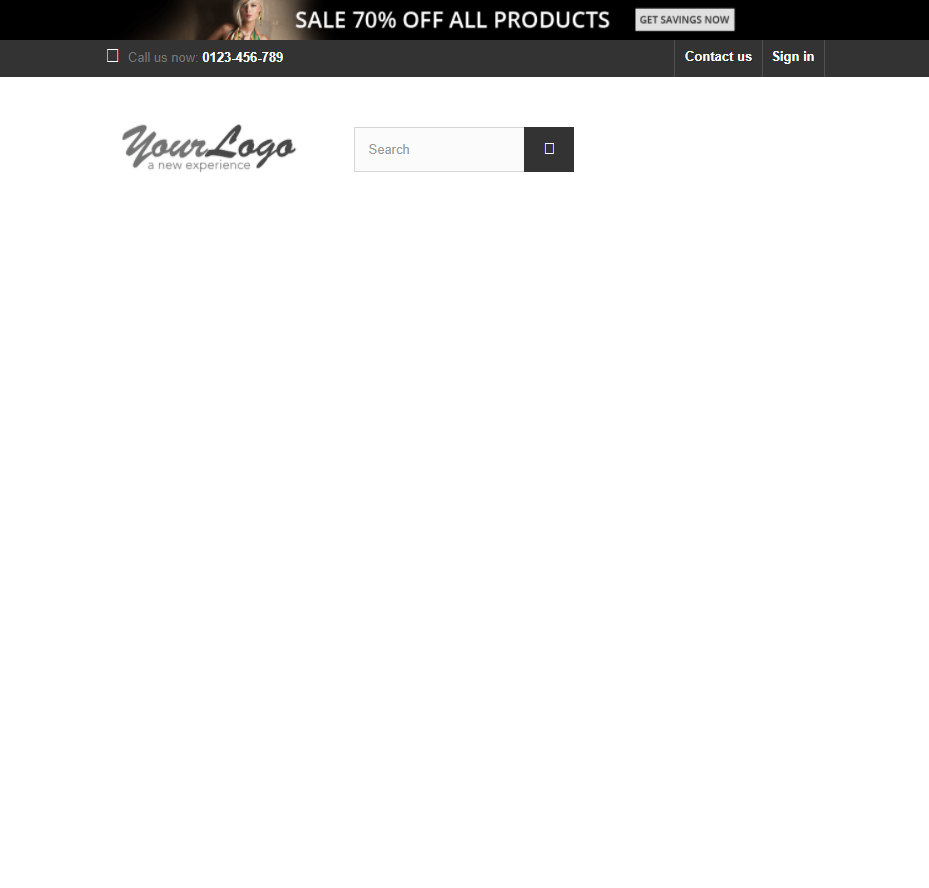 SALE 70% OFF ALL PRODUCTS GET SAVINGS NOW
Call us now: 0123-456-789 Contact us Sign in
YourLogo
a new experience
Search